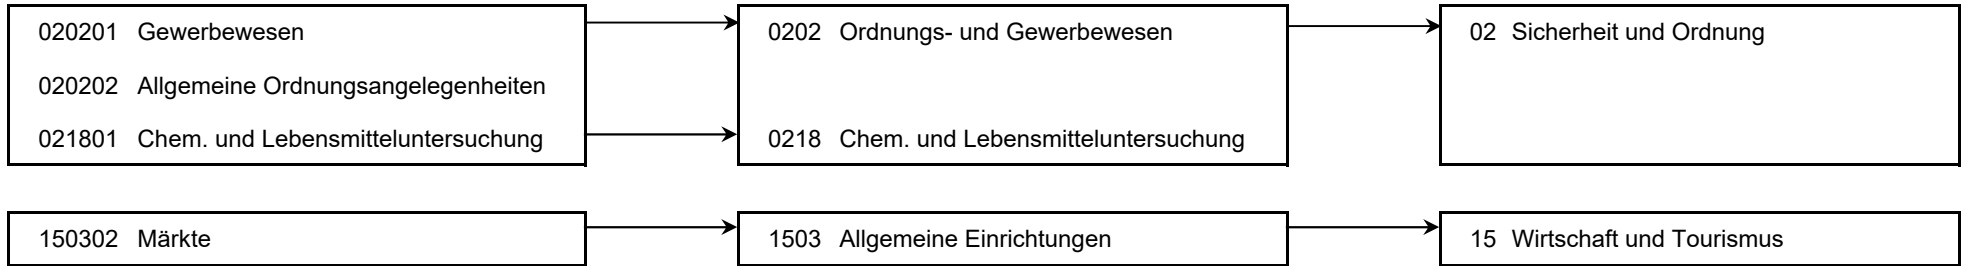 020201 Gewerbewesen 0202 Ordnungs- und Gewerbewesen 02 Sicherheit und Ordnung
020202 Allgemeine Ordnungsangelegenheiten
021801 Chem. und Lebensmitteluntersuchung 0218 Chem. und Lebensmitteluntersuchung
150302 Märkte 1503 Allgemeine Einrichtungen 15 Wirtschaft und Tourismus